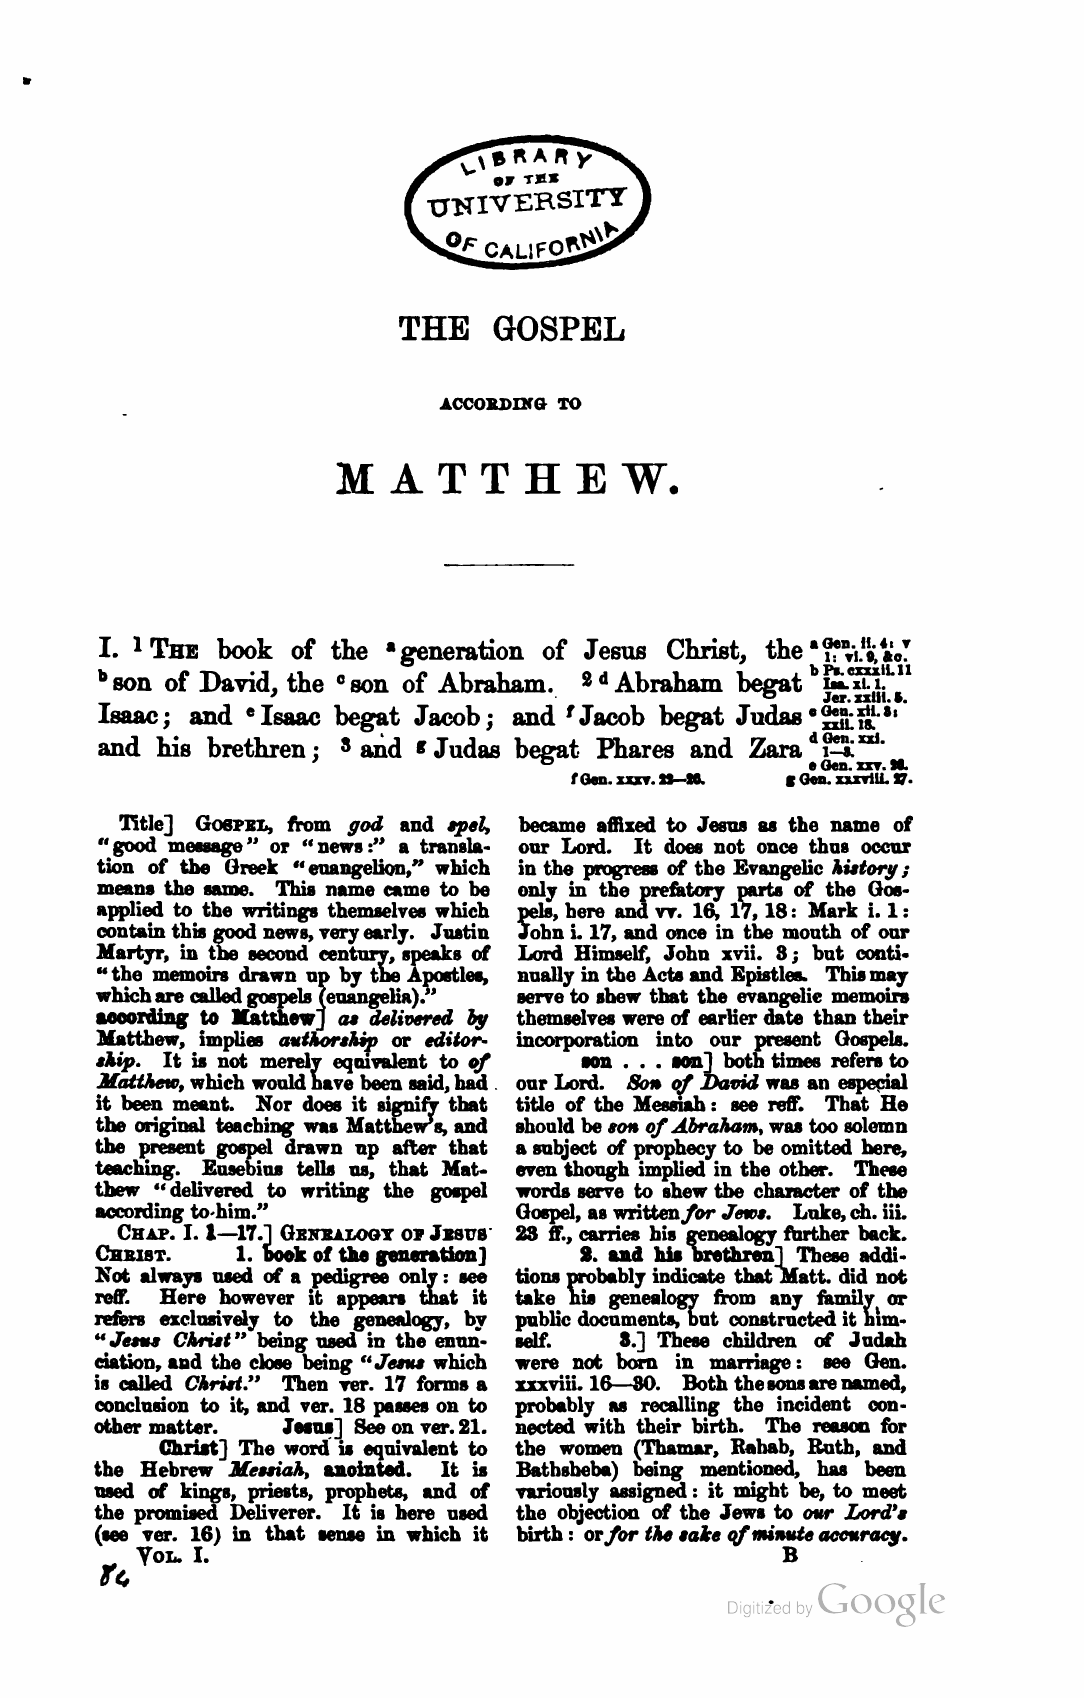 LIBRARY
OF THE
UNIVERSITY
OF CALIFORNIA
THE GOSPEL
ACCORDING TO
MATTHEW.
I. 1 THE book of the a generation of Jesus Christ, the
b son of David, the c son of Abraham. 2 d Abraham begat
Isaac; and e Isaac begat Jacob; and f Jacob begat Judas
and his brethren; 3 and g Judas begat Phares and Zara
a Gen. ii. 4: v
1: vi. 9, &c.
b Ps. cxxxii. 11
Isa. xi. 1.
Jer. xxiii. 5.
c Gen. xii. 3:
xxii. 18.
d Gen. xxi.
1—3.
e Gen. xxv. 26.
f Gen. xxxv. 23—26.
g Gen. xxxviii. 27.
Title] GOSPEL, from god and spel,
"good message" or "news:" a transla-
tion of the Greek "euangelion," which
means the same. This name came to be
applied to the writings themselves which
contain this good news, very early. Justin
Martyr, in the second century, speaks of
"the memoirs drawn up by the Apostles,
which are called gospels (euangelia)."
according to Matthew] as delivered by
Matthew, implies authorship or editor-
ship. It is not merely equivalent to of
Matthew, which would have been said, had
it been meant. Nor does it signify that
the original teaching was Matthew's, and
the present gospel drawn up after that
teaching. Eusebius tells us, that Mat-
thew "delivered to writing the gospel
according to him."
CHAP. I. 1—17.] GENEALOGY OF JESUS
CHRIST. 1. book of the generation]
Not always used of a pedigree only: see
reff. Here however it appears that it
refers exclusively to the genealogy, by
"Jesus Christ" being used in the enun-
ciation, and the close being "Jesus which
is called Christ." Then ver. 17 forms a
conclusion to it, and ver. 18 passes on to
other matter. Jesus] See on ver. 21.
Christ] The word is equivalent to
the Hebrew Messiah, anointed. It is
used of kings, priests, prophets, and of
the promised Deliverer. It is here used
(see ver. 16) in that sense in which it
VOL. I.
became affixed to Jesus as the name of
our Lord. It does not once thus occur
in the progress of the Evangelic history;
only in the prefatory parts of the Gos-
pels, here and vv. 16, 17, 18: Mark i. 1:
John i. 17, and once in the mouth of our
Lord Himself, John xvii. 3; but conti-
nually in the Acts and Epistles. This may
serve to shew that the evangelic memoirs
themselves were of earlier date than their
incorporation into our present Gospels.
son . . . son] both times refers to
our Lord. Son of David was an especial
title of the Messiah: see reff. That He
should be son of Abraham, was too solemn
a subject of prophecy to be omitted here,
even though implied in the other. These
words serve to shew the character of the
Gospel, as written for Jews. Luke, ch. iii.
23 ff., carries his genealogy further back.
2. and his brethren] These addi-
tions probably indicate that Matt. did not
take his genealogy from any family or
public documents, but constructed it him-
self. 3.] These children of Judah
were not born in marriage: see Gen.
xxxviii. 16—30. Both the sons are named,
probably as recalling the incident con-
nected with their birth. The reason for
the women (Thamar, Rahab, Ruth, and
Bathsheba) being mentioned, has been
variously assigned: it might be, to meet
the objection of the Jews to our Lord's
birth: or for the sake of minute accuracy.
B
Digitized by Google